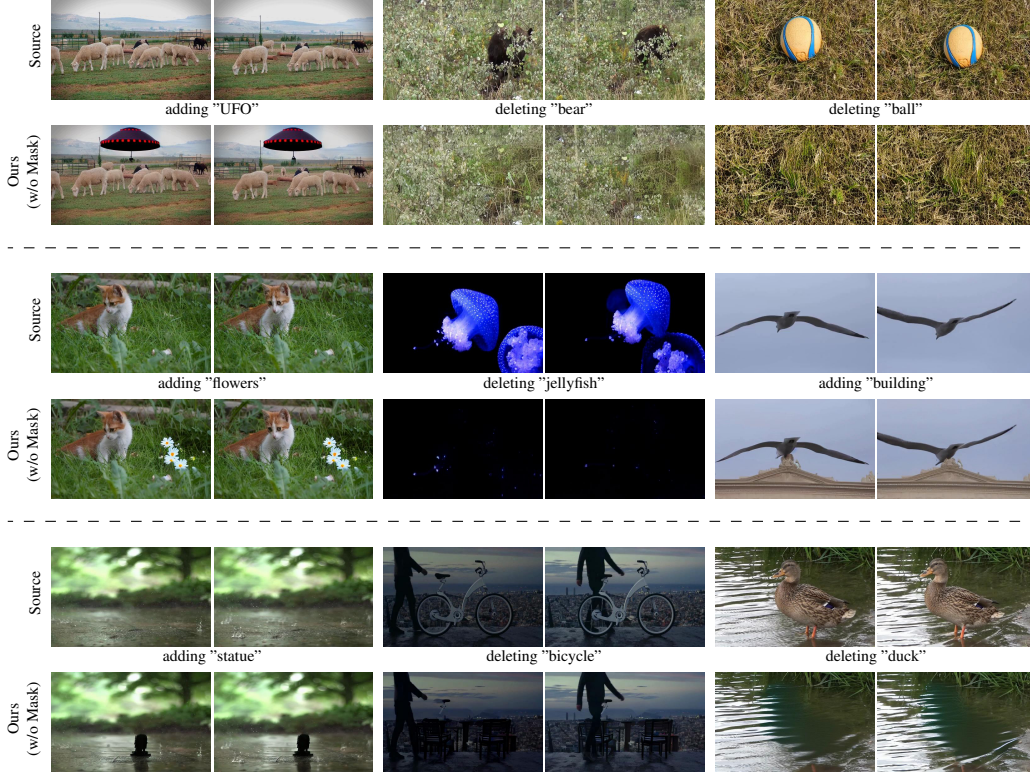 Source
adding ”UFO”
deleting ”bear”
deleting ”ball”
Ours
(w/o Mask)
Source
adding ”flowers”
deleting ”jellyfish”
adding ”building”
Ours
(w/o Mask)
Source
adding ”statue”
deleting ”bicycle”
deleting ”duck”
Ours
(w/o Mask)